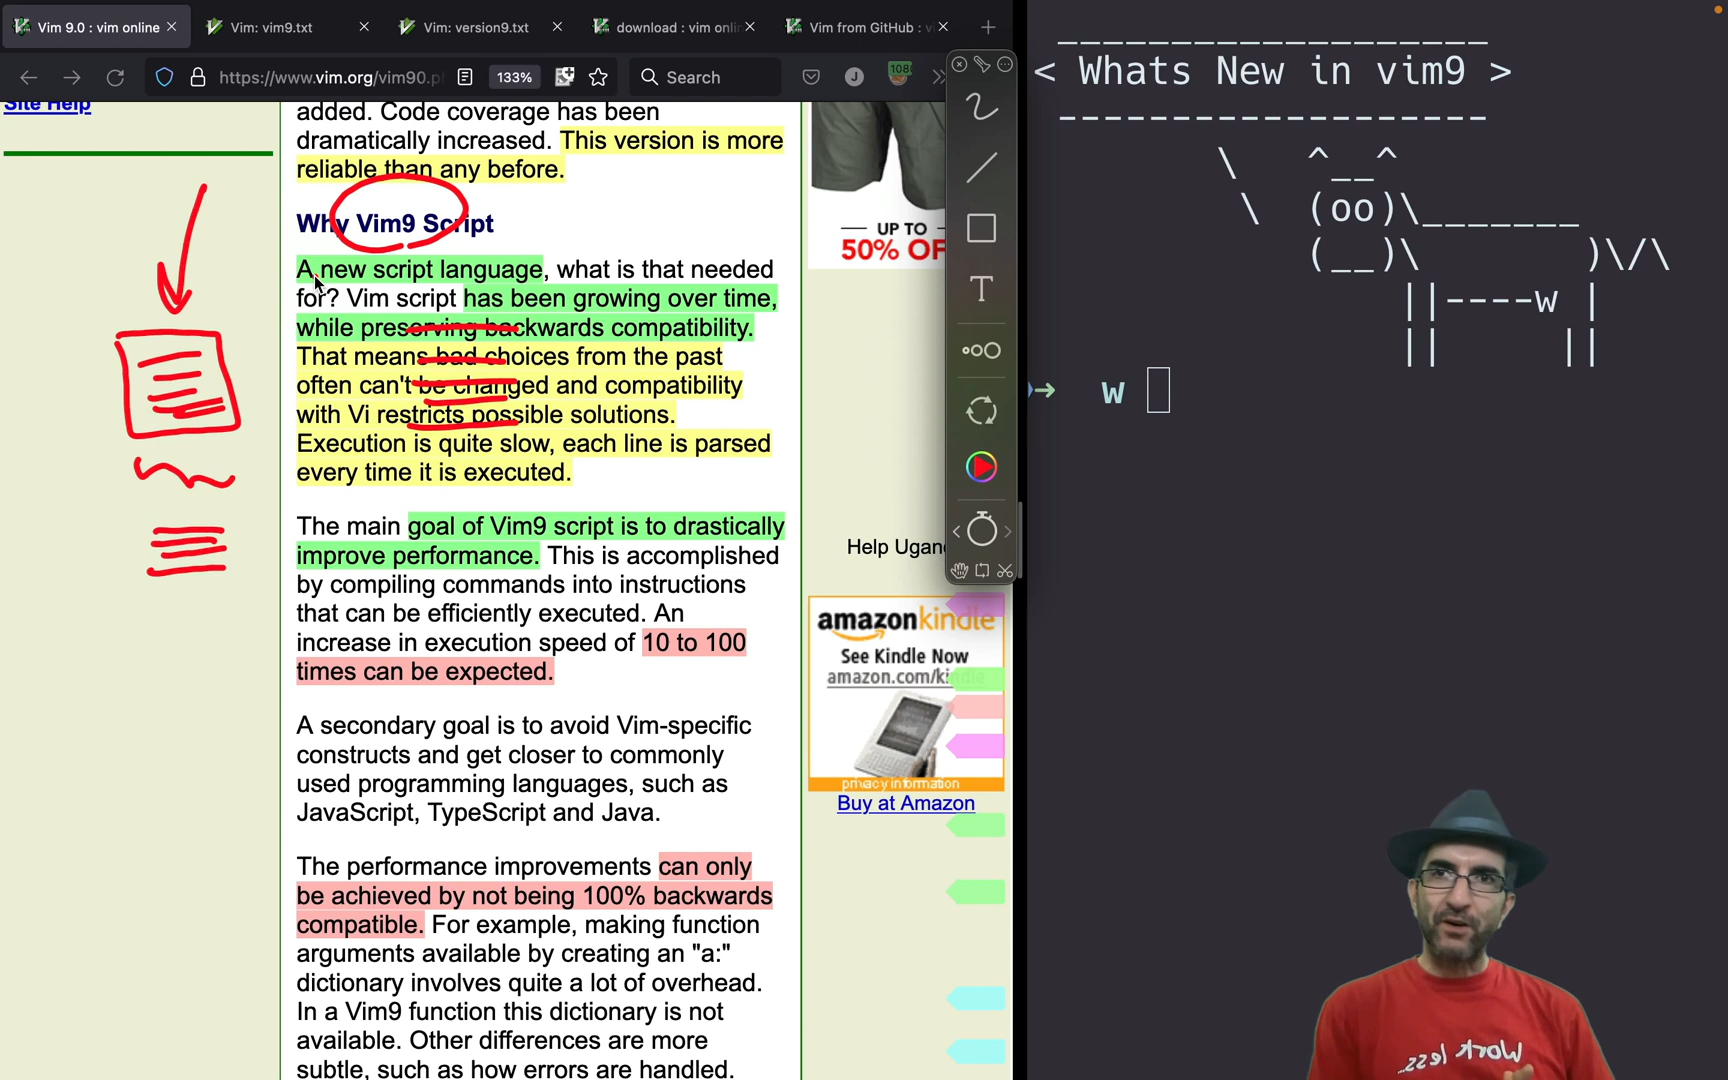 Vim 9.0 : vim online
Vim: vim9.txt
Vim: version9.txt
download : vim onlin
Vim from GitHub : vi
https://www.vim.org/vim90.p
133%
Search
J
108
Site Help
added. Code coverage has been
dramatically increased. This version is more
reliable than any before.
Why Vim9 Script
A new script language, what is that needed
for? Vim script has been growing over time,
while preserving backwards compatibility.
That means bad choices from the past
often can't be changed and compatibility
with Vi restricts possible solutions.
Execution is quite slow, each line is parsed
every time it is executed.
The main goal of Vim9 script is to drastically
improve performance. This is accomplished
by compiling commands into instructions
that can be efficiently executed. An
increase in execution speed of 10 to 100
times can be expected.
A secondary goal is to avoid Vim-specific
constructs and get closer to commonly
used programming languages, such as
JavaScript, TypeScript and Java.
The performance improvements can only
be achieved by not being 100% backwards
compatible. For example, making function
arguments available by creating an "a:"
dictionary involves quite a lot of overhead.
In a Vim9 function this dictionary is not
available. Other differences are more
subtle, such as how errors are handled.
UP TO
50% OF
Help Ugan
amazonkindle
See Kindle Now
amazon.com/kindle
privacy information
Buy at Amazon
T
__________________
< Whats New in vim9 >
------------------
\   ^__^
\  (oo)\_______
(__)\       )\/\
||----w |
||     ||
→ w
Work less...